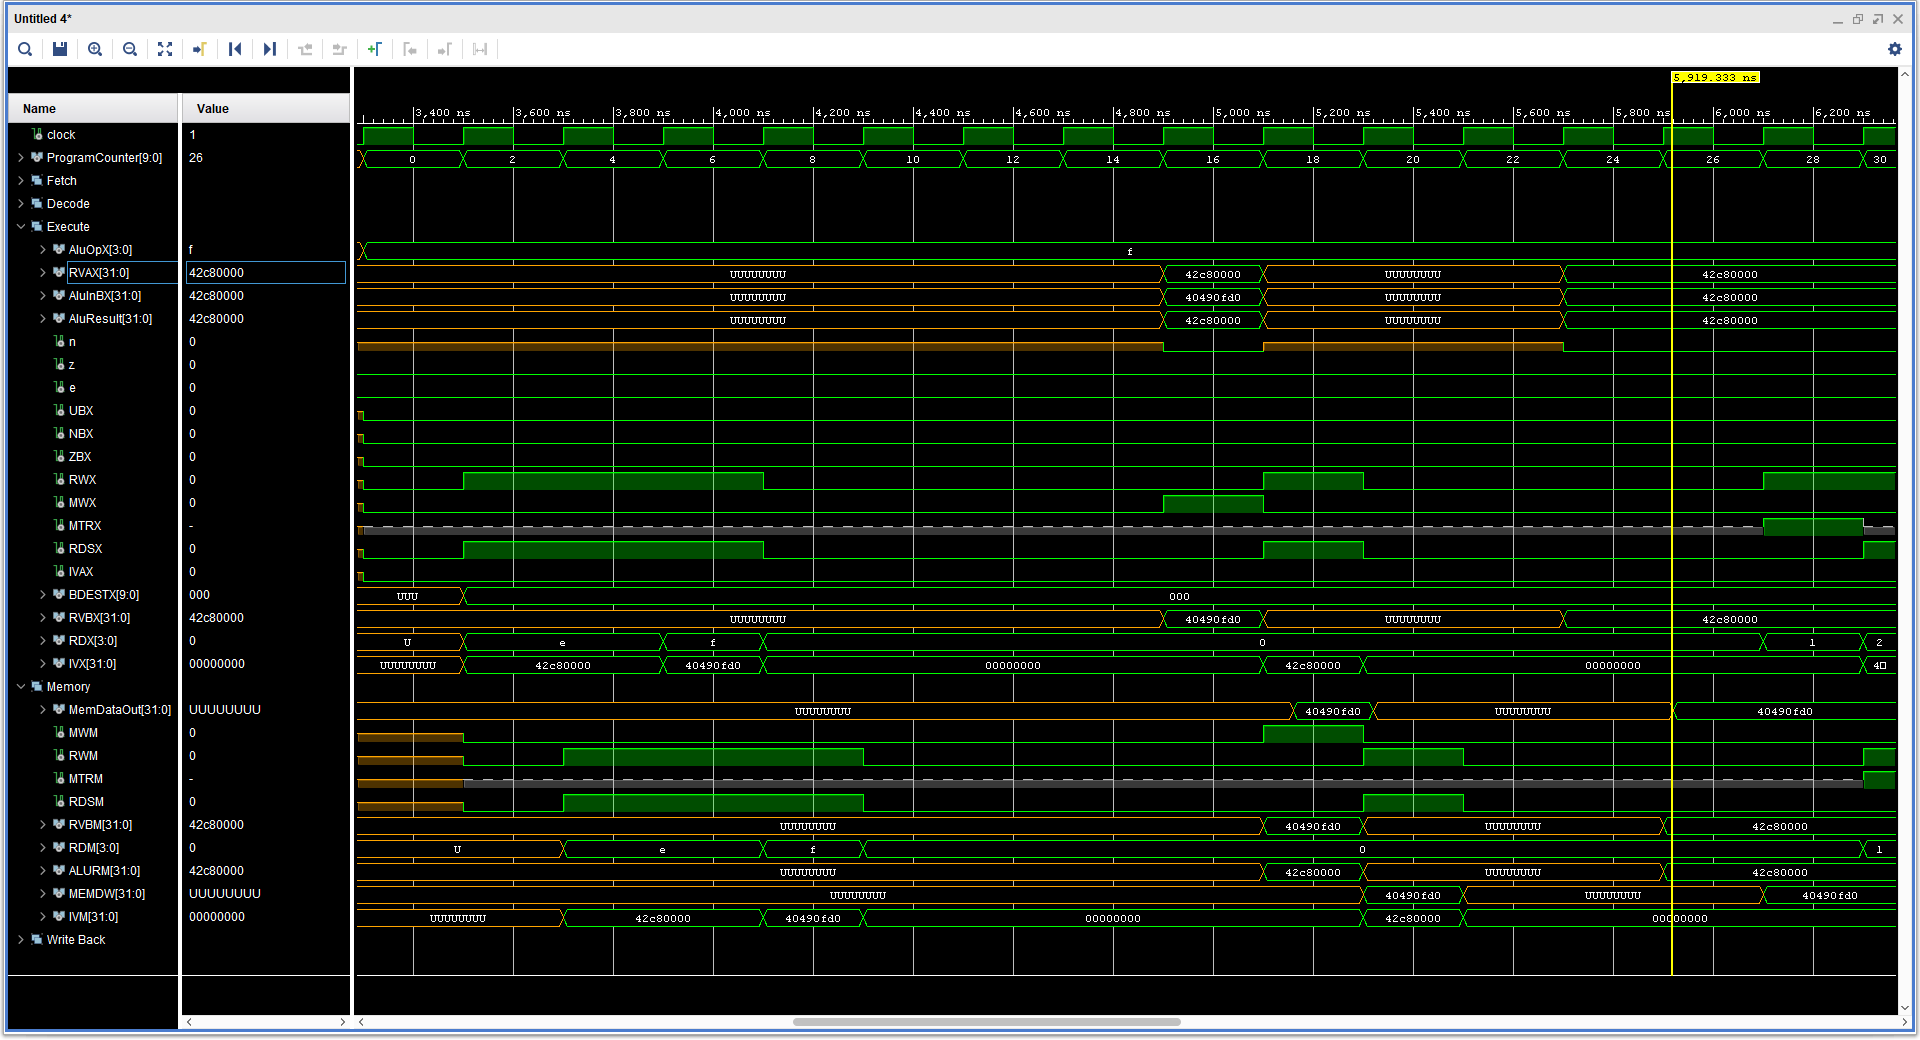 Untitled 4*
5,919.333 ns
Name Value
3,400 ns 3,600 ns 3,800 ns 4,000 ns 4,200 ns 4,400 ns 4,600 ns 4,800 ns 5,000 ns 5,200 ns 5,400 ns 5,600 ns 5,800 ns 6,000 ns 6,200 ns
clock 1
ProgramCounter[9:0] 26 0 2 4 6 8 10 12 14 16 18 20 22 24 26 28 30
Fetch
Decode
Execute
AluOpX[3:0] f f
RVAX[31:0] 42c80000 UUUUUUUU 42c80000 UUUUUUUU 42c80000
AluInBX[31:0] 42c80000 UUUUUUUU 40490fd0 UUUUUUUU 42c80000
AluResult[31:0] 42c80000 UUUUUUUU 42c80000 UUUUUUUU 42c80000
n 0
z 0
e 0
UBX 0
NBX 0
ZBX 0
RWX 0
MWX 0
MTRX -
RDSX 0
IVAX 0
BDESTX[9:0] 000 UUU 000
RVBX[31:0] 42c80000 UUUUUUUU 40490fd0 UUUUUUUU 42c80000
RDX[3:0] 0 U e f 0 1 2
IVX[31:0] 00000000 UUUUUUUU 42c80000 40490fd0 00000000 42c80000 00000000 4
Memory
MemDataOut[31:0] UUUUUUUU UUUUUUUU 40490fd0 UUUUUUUU 40490fd0
MWM 0
RWM 0
MTRM -
RDSM 0
RVBM[31:0] 42c80000 UUUUUUUU 40490fd0 UUUUUUUU 42c80000
RDM[3:0] 0 U e f 0 1
ALURM[31:0] 42c80000 UUUUUUUU 42c80000 UUUUUUUU 42c80000
MEMDW[31:0] UUUUUUUU UUUUUUUU 40490fd0 UUUUUUUU 40490fd0
IVM[31:0] 00000000 UUUUUUUU 42c80000 40490fd0 00000000 42c80000 00000000
Write Back